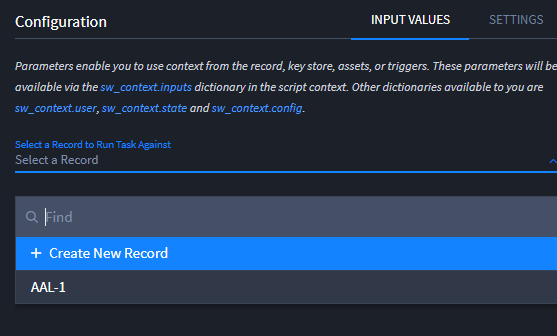 Configuration
INPUT VALUES
SETTINGS
Parameters enable you to use context from the record, key store, assets, or triggers. These parameters will be
available via the sw_context.inputs dictionary in the script context. Other dictionaries available to you are
sw_context.user, sw_context.state and sw_context.config.
Select a Record to Run Task Against
Select a Record
Find
+ Create New Record
AAL-1